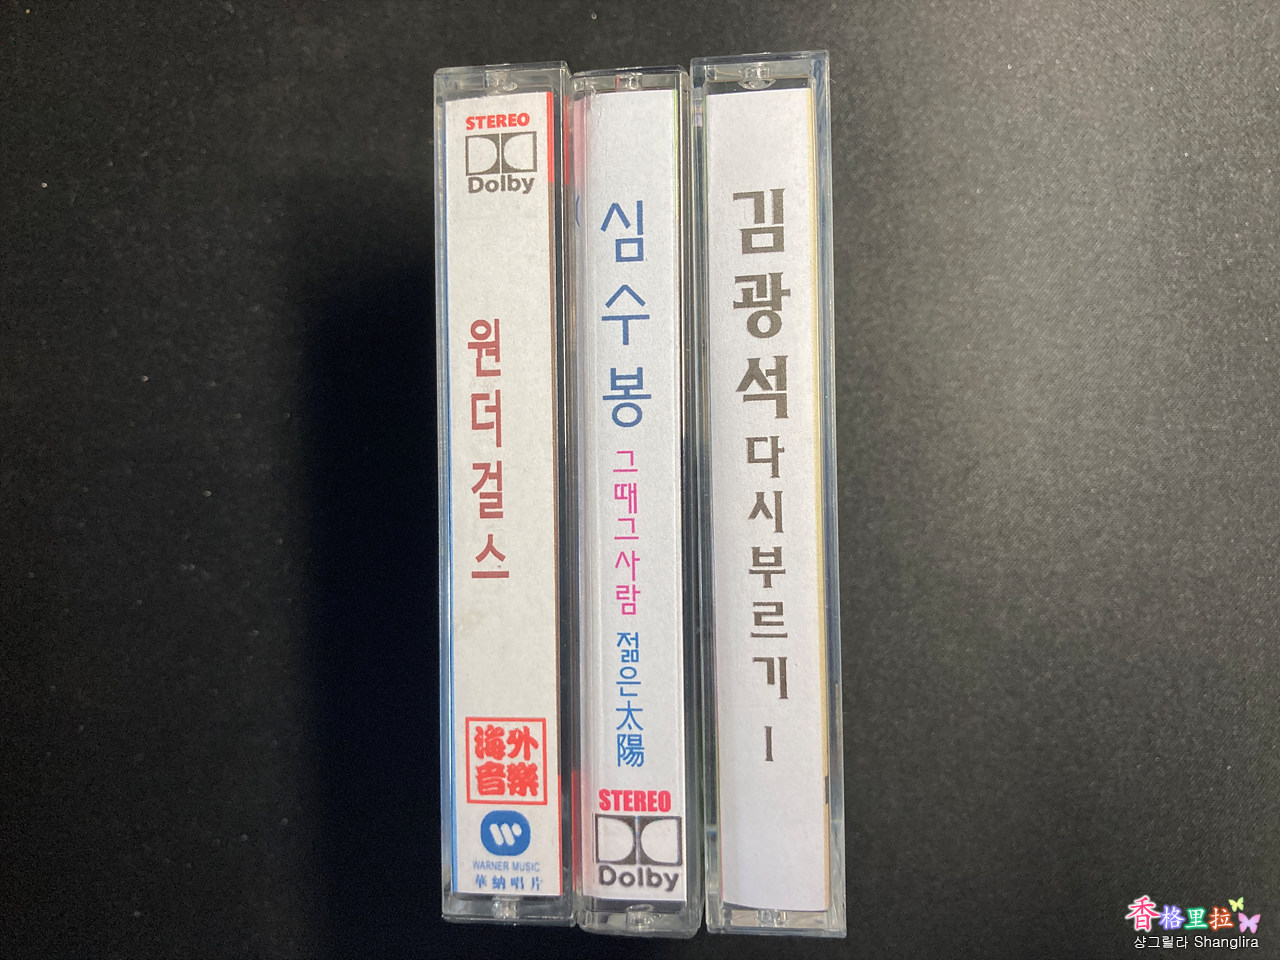 STEREO
Dolby
원더걸스
海外
音樂
WARNER MUSIC
華納唱片
심수봉
그때그사람
젊은太陽
STEREO
Dolby
김광석
다시부르기 I
香格里拉
샹그릴라 Shanglira